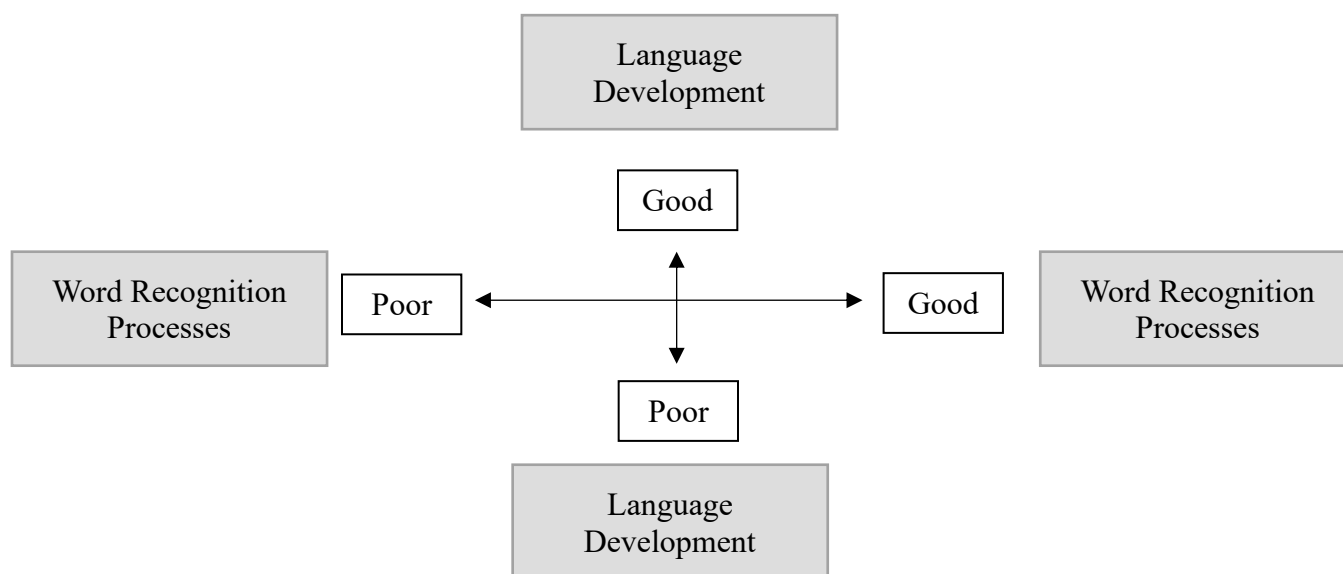 Language
Development
Good
Word Recognition
Processes
Poor
Good
Word Recognition
Processes
Poor
Language
Development